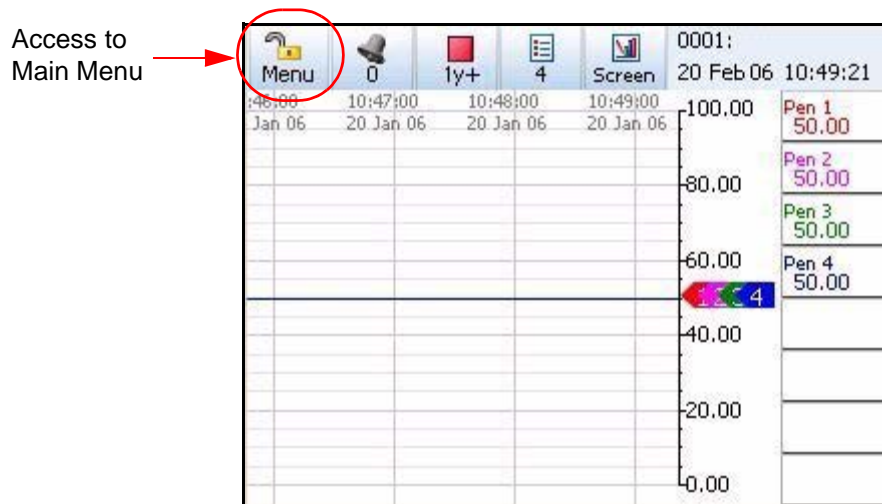 Access to
Main Menu
Menu
0
1y+
4
Screen
0001:
20 Feb 06 10:49:21
:46:00 10:47:00 10:48:00 10:49:00
Jan 06 20 Jan 06 20 Jan 06 20 Jan 06
100.00
80.00
60.00
40.00
20.00
0.00
4
Pen 1
50.00
Pen 2
50.00
Pen 3
50.00
Pen 4
50.00